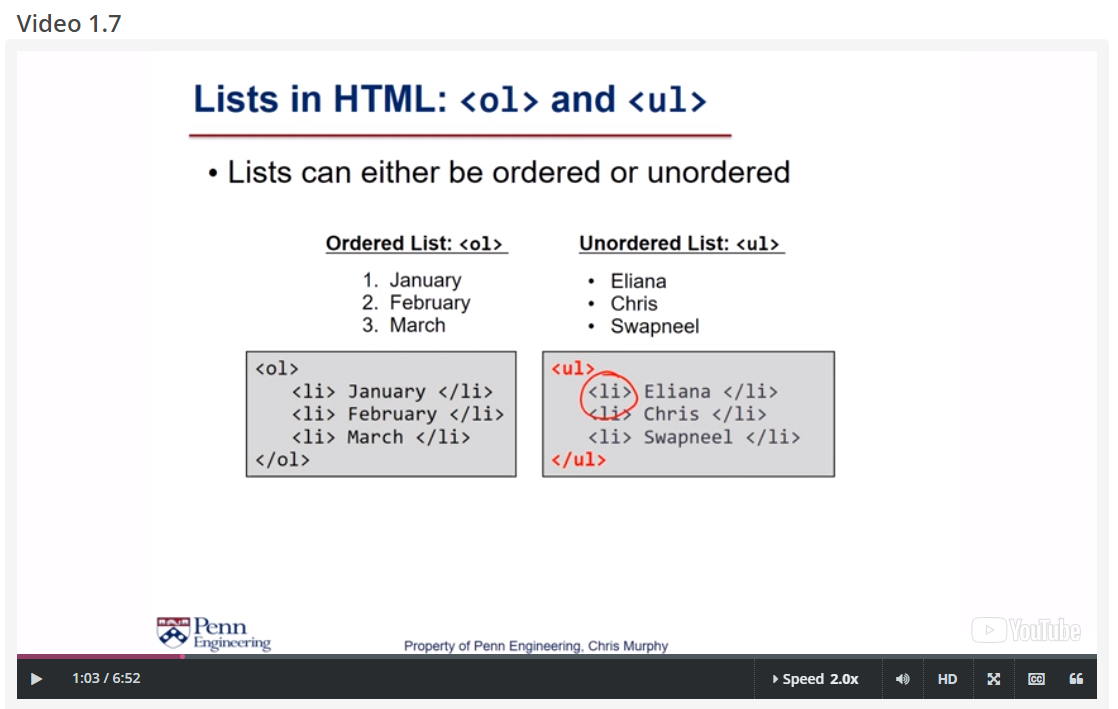 Video 1.7
Lists in HTML: <ol> and <ul>
• Lists can either be ordered or unordered
Ordered List: <ol>
1. January
2. February
3. March
<ol>
<li> January </li>
<li> February </li>
<li> March </li>
</ol>
Unordered List: <ul>
• Eliana
• Chris
• Swapneel
<ul>
<li> Eliana </li>
<li> Chris </li>
<li> Swapneel </li>
</ul>
Penn
Engineering
Property of Penn Engineering, Chris Murphy
YouTube
1:03 / 6:52
Speed 2.0x
HD
CC